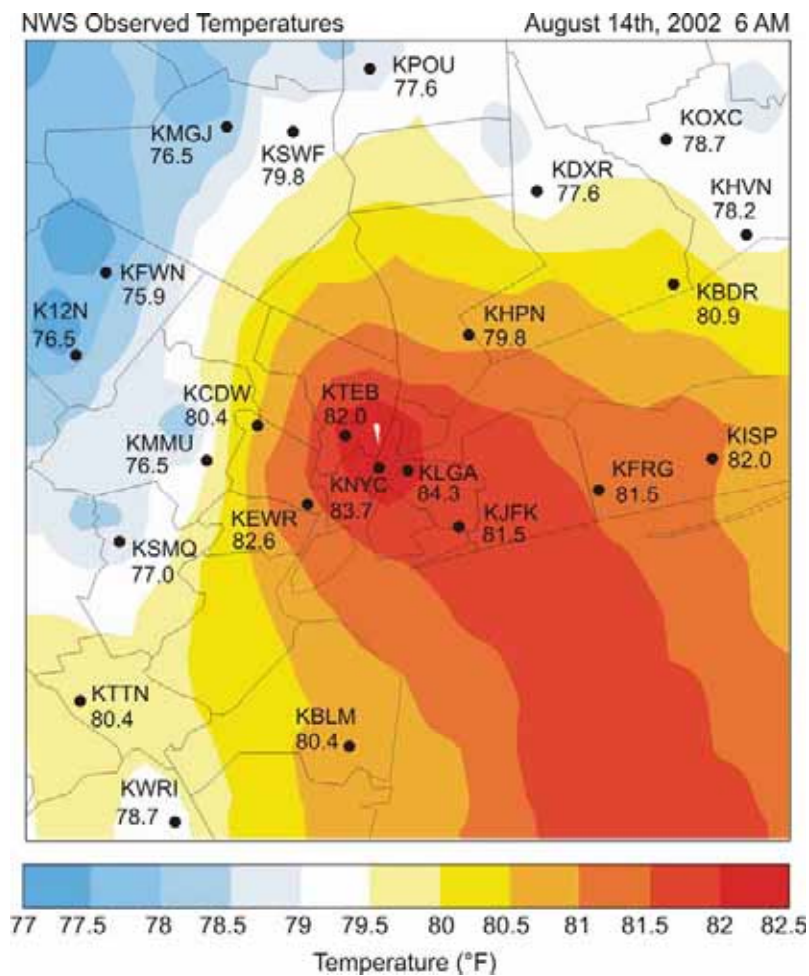 NWS Observed Temperatures August 14th, 2002 6 AM
KPOU
77.6
KMGJ
76.5
KSWF
79.8
KOXC
78.7
KDXR
77.6
KHVN
78.2
KFWN
75.9
KBDR
80.9
K12N
76.5
KHPN
79.8
KCDW
80.4
KTEB
82.0
KMMU
76.5
KISP
82.0
KLGA
84.3
KFRG
81.5
KNYC
83.7
KEWR
82.6
KJFK
81.5
KSMQ
77.0
KTTN
80.4
KBLM
80.4
KWRI
78.7
77 77.5 78 78.5 79 79.5 80 80.5 81 81.5 82 82.5
Temperature (°F)